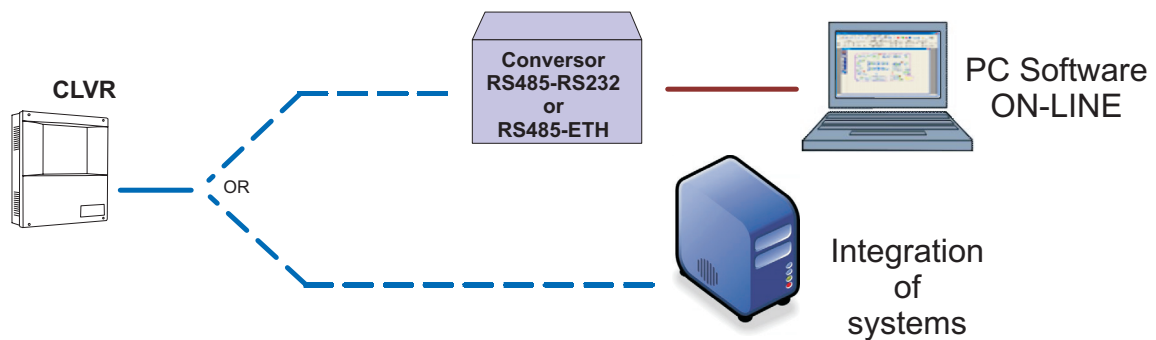 CLVR
OR
Conversor
RS485-RS232
or
RS485-ETH
PC Software
ON-LINE
Integration
of
systems